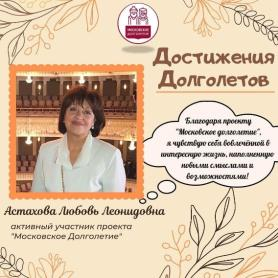 МОСКОВСКОЕ
ДОЛГОЛЕТИЕ
Достижения
Долголетов
Благодаря проекту
"Московское долголетие",
я чувствую себя вовлечённой в
интересную жизнь, наполненную
новыми смыслами и
возможностями!
Астахова Любовь Леонидовна
активный участник проекта
"Московское Долголетие"